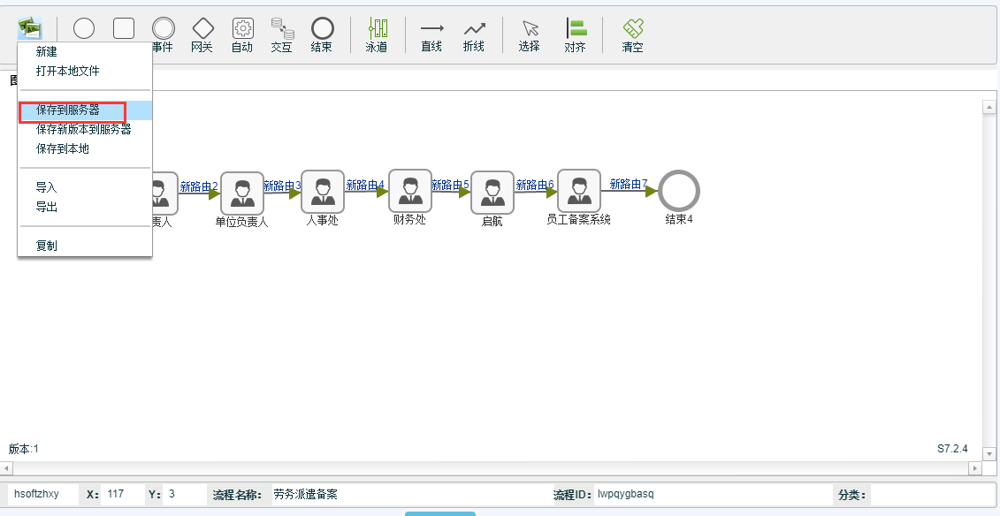 事件 网关 自动 交互 结束 泳道 直线 折线 选择 对齐 清空
新建
打开本地文件
保存到服务器
保存新版本到服务器
保存到本地
导入
导出
复制
新路由2 新路由3 新路由4 新路由5 新路由6 新路由7
责人 单位负责人 人事处 财务处 启航 员工备案系统 结束4
版本:1 S7.2.4
hsoftzhxy X: 117 Y: 3 流程名称: 劳务派遣备案 流程ID: lwpqygbasq 分类: